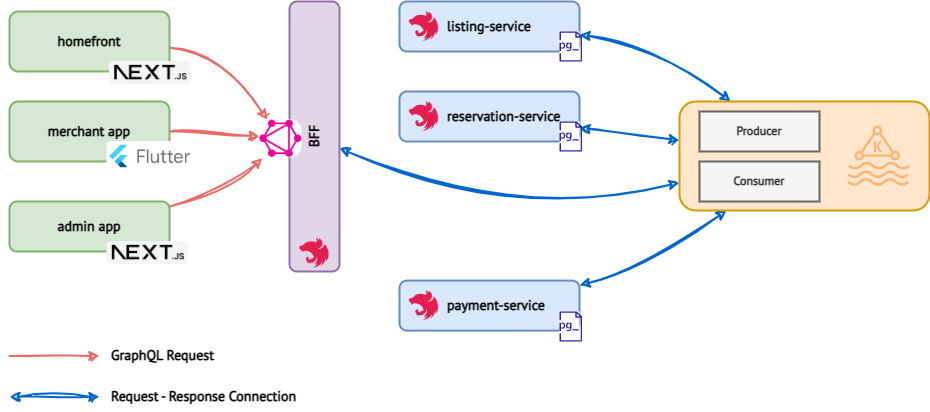 homefront
NEXT.JS
merchant app
Flutter
admin app
NEXT.JS
BFF
listing-service
pg_
reservation-service
pg_
payment-service
pg_
Producer
Consumer
K
GraphQL Request
Request - Response Connection